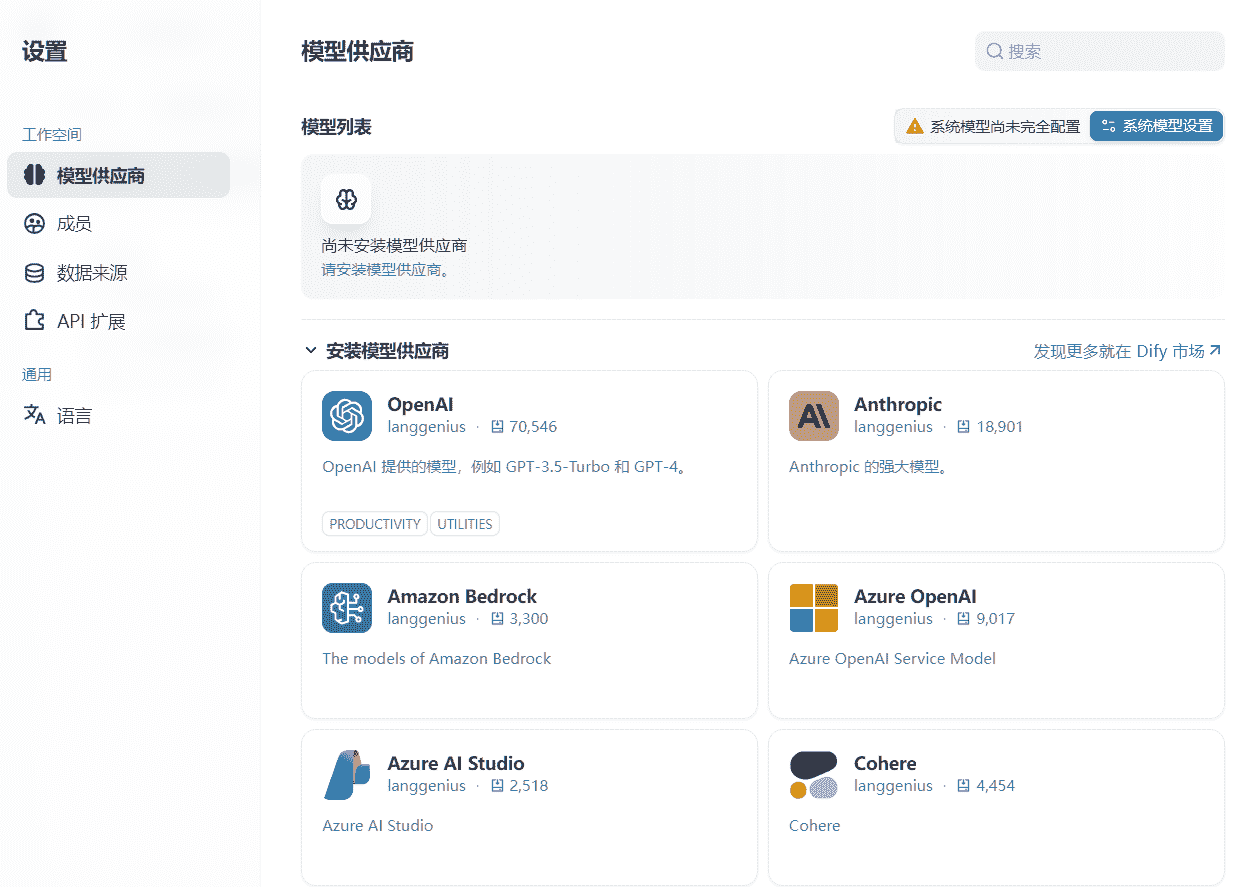 设置
工作空间
模型供应商
成员
数据来源
API 扩展
通用
语言
模型供应商
搜索
模型列表
系统模型尚未完全配置
系统模型设置
尚未安装模型供应商
请安装模型供应商。
安装模型供应商
发现更多就在 Dify 市场
OpenAI
langgenius · 70,546
OpenAI 提供的模型，例如 GPT-3.5-Turbo 和 GPT-4。
PRODUCTIVITY UTILITIES
Anthropic
langgenius · 18,901
Anthropic 的强大模型。
Amazon Bedrock
langgenius · 3,300
The models of Amazon Bedrock
Azure OpenAI
langgenius · 9,017
Azure OpenAI Service Model
Azure AI Studio
langgenius · 2,518
Azure AI Studio
Cohere
langgenius · 4,454
Cohere